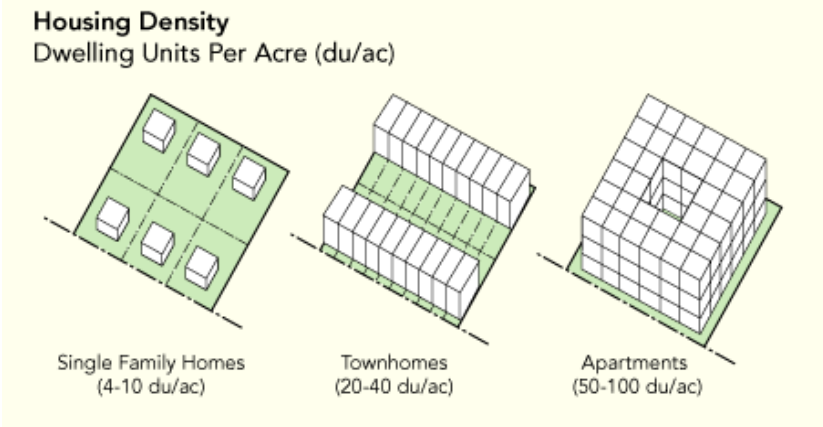 Housing Density
Dwelling Units Per Acre (du/ac)
Single Family Homes
(4-10 du/ac)
Townhomes
(20-40 du/ac)
Apartments
(50-100 du/ac)